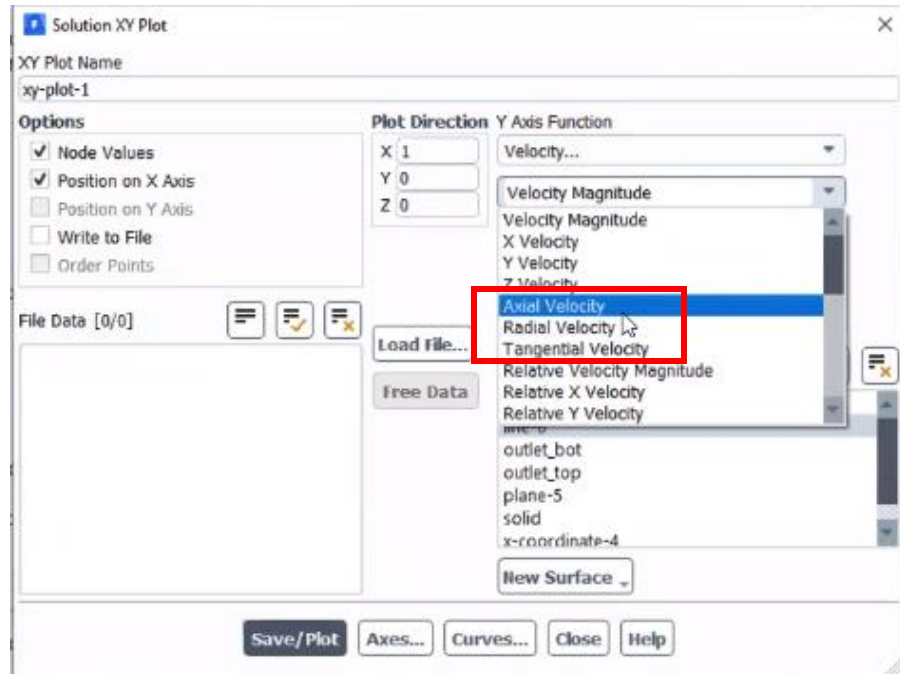 Solution XY Plot
XY Plot Name
xy-plot-1
Options
Node Values
Position on X Axis
Position on Y Axis
Write to File
Order Points
Plot Direction
X 1
Y 0
Z 0
Y Axis Function
Velocity...
Velocity Magnitude
Velocity Magnitude
X Velocity
Y Velocity
Z Velocity
Axial Velocity
Radial Velocity
Tangential Velocity
Relative Velocity Magnitude
Relative X Velocity
Relative Y Velocity
File Data [0/0]
Load File...
Free Data
outlet_bot
outlet_top
plane-5
solid
x-coordinate-4
New Surface
Save/Plot
Axes...
Curves...
Close
Help